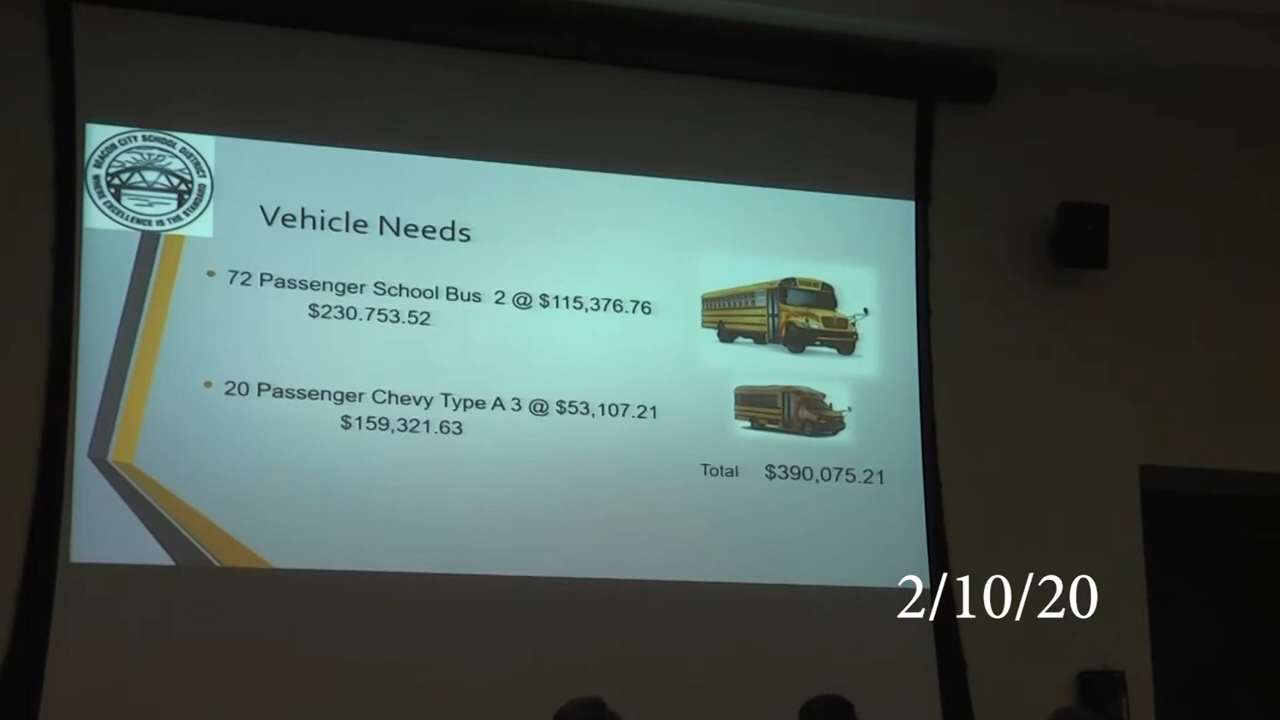 BEACON CITY SCHOOL DISTRICT
WHERE EXCELLENCE IS THE STANDARD
Vehicle Needs
• 72 Passenger School Bus 2 @ $115,376.76
$230.753.52
• 20 Passenger Chevy Type A 3 @ $53,107.21
$159,321.63
Total $390,075.21
2/10/20